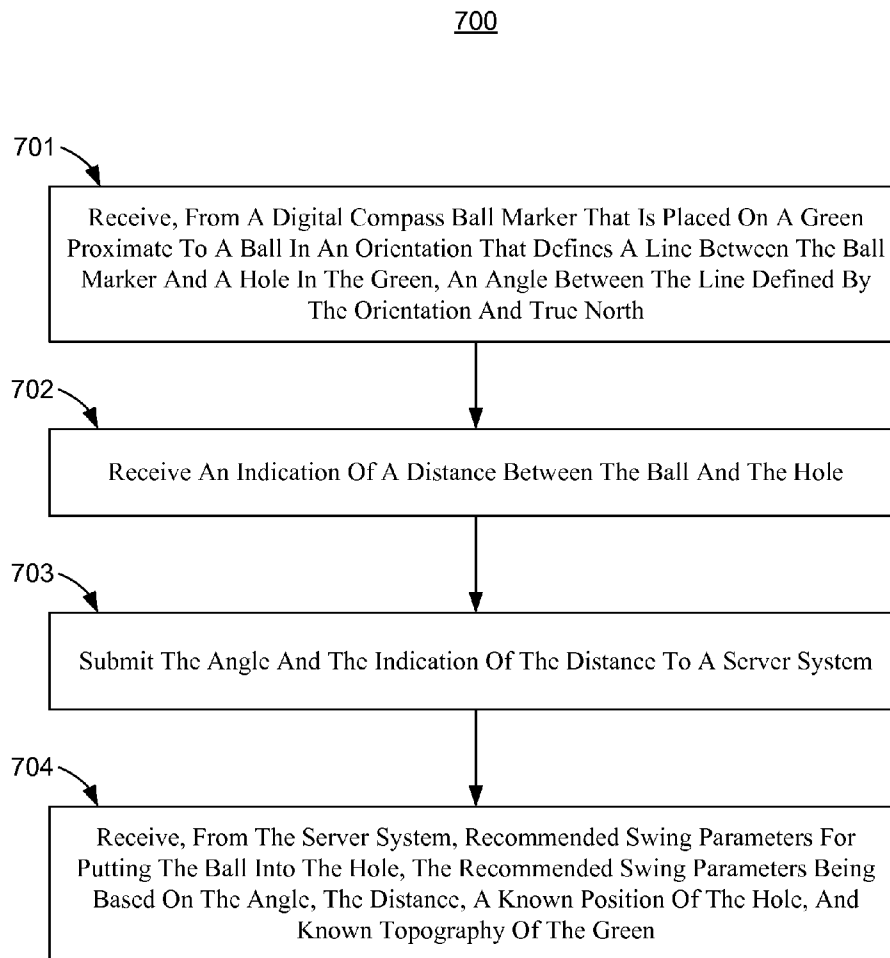 700
701
Receive, From A Digital Compass Ball Marker That Is Placed On A Green
Proximate To A Ball In An Orientation That Defines A Line Between The Ball
Marker And A Hole In The Green, An Angle Between The Line Defined By
The Orientation And True North
702
Receive An Indication Of A Distance Between The Ball And The Hole
703
Submit The Angle And The Indication Of The Distance To A Server System
704
Receive, From The Server System, Recommended Swing Parameters For
Putting The Ball Into The Hole, The Recommended Swing Parameters Being
Based On The Angle, The Distance, A Known Position Of The Hole, And
Known Topography Of The Green